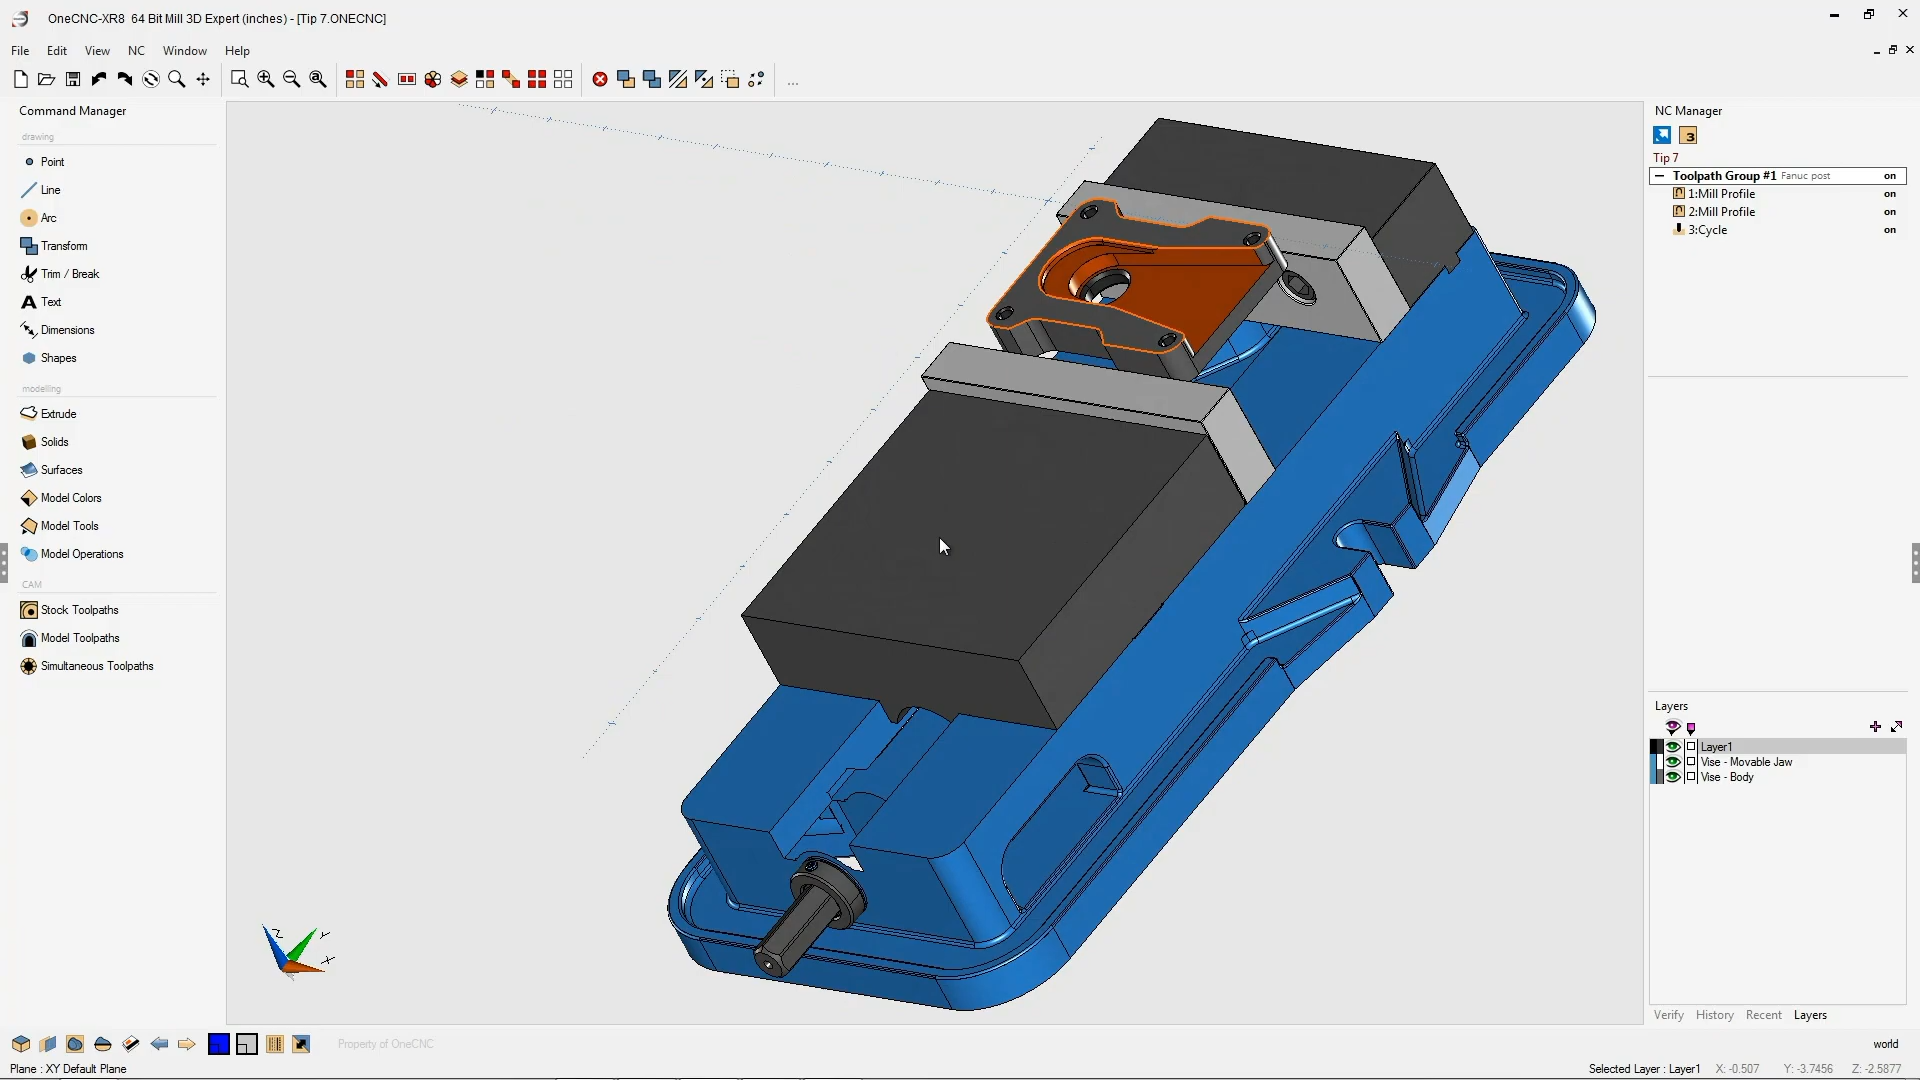 OneCNC-XR8 64 Bit Mill 3D Expert (inches) - [Tip 7.ONECNC]
File Edit View NC Window Help
...
Command Manager
drawing
Point
Line
Arc
Transform
Trim / Break
Text
Dimensions
Shapes
modelling
Extrude
Solids
Surfaces
Model Colors
Model Tools
Model Operations
CAM
Stock Toolpaths
Model Toolpaths
Simultaneous Toolpaths
Z Y X
NC Manager
3
Tip 7
Toolpath Group #1 Fanuc post on
1:Mill Profile on
2:Mill Profile on
3:Cycle on
Layers
Layer1
Vise - Movable Jaw
Vise - Body
Verify History Recent Layers
Property of OneCNC
world
Plane : XY Default Plane
Selected Layer : Layer1 X: -0.507 Y: -3.7456 Z: -2.5877